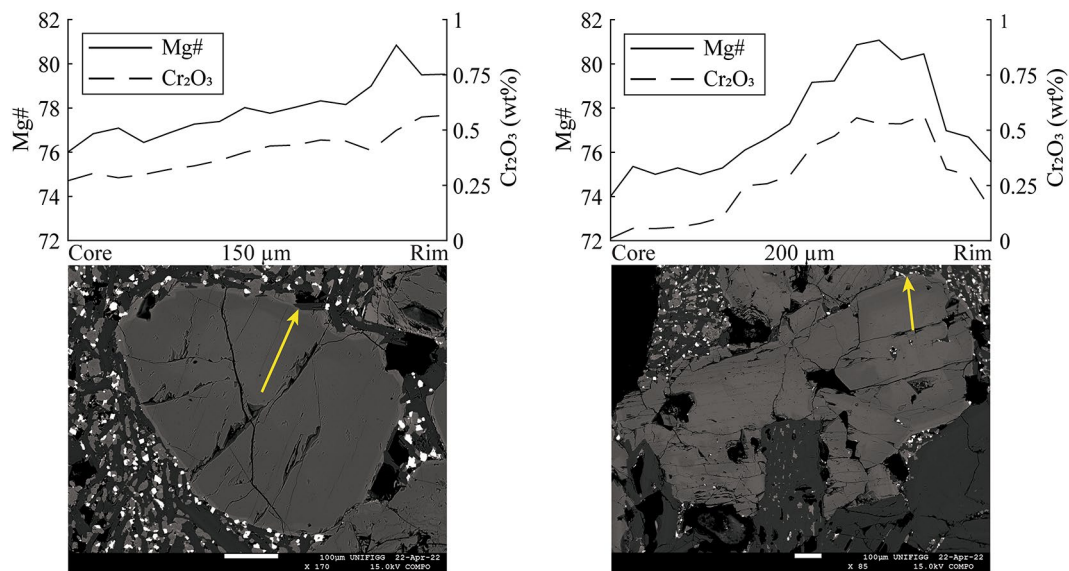 82
80
78
76
74
72
Mg#
Mg#
Cr₂O₃
1
0.75
0.5
0.25
0
Cr₂O₃ (wt%)
Core 150 µm Rim
100µm UNIFIGG 22-Apr-22
X 170 15.0kV COMPO
82
80
78
76
74
72
Mg#
Mg#
Cr₂O₃
1
0.75
0.5
0.25
0
Cr₂O₃ (wt%)
Core 200 µm Rim
100µm UNIFIGG 22-Apr-22
X 85 15.0kV COMPO